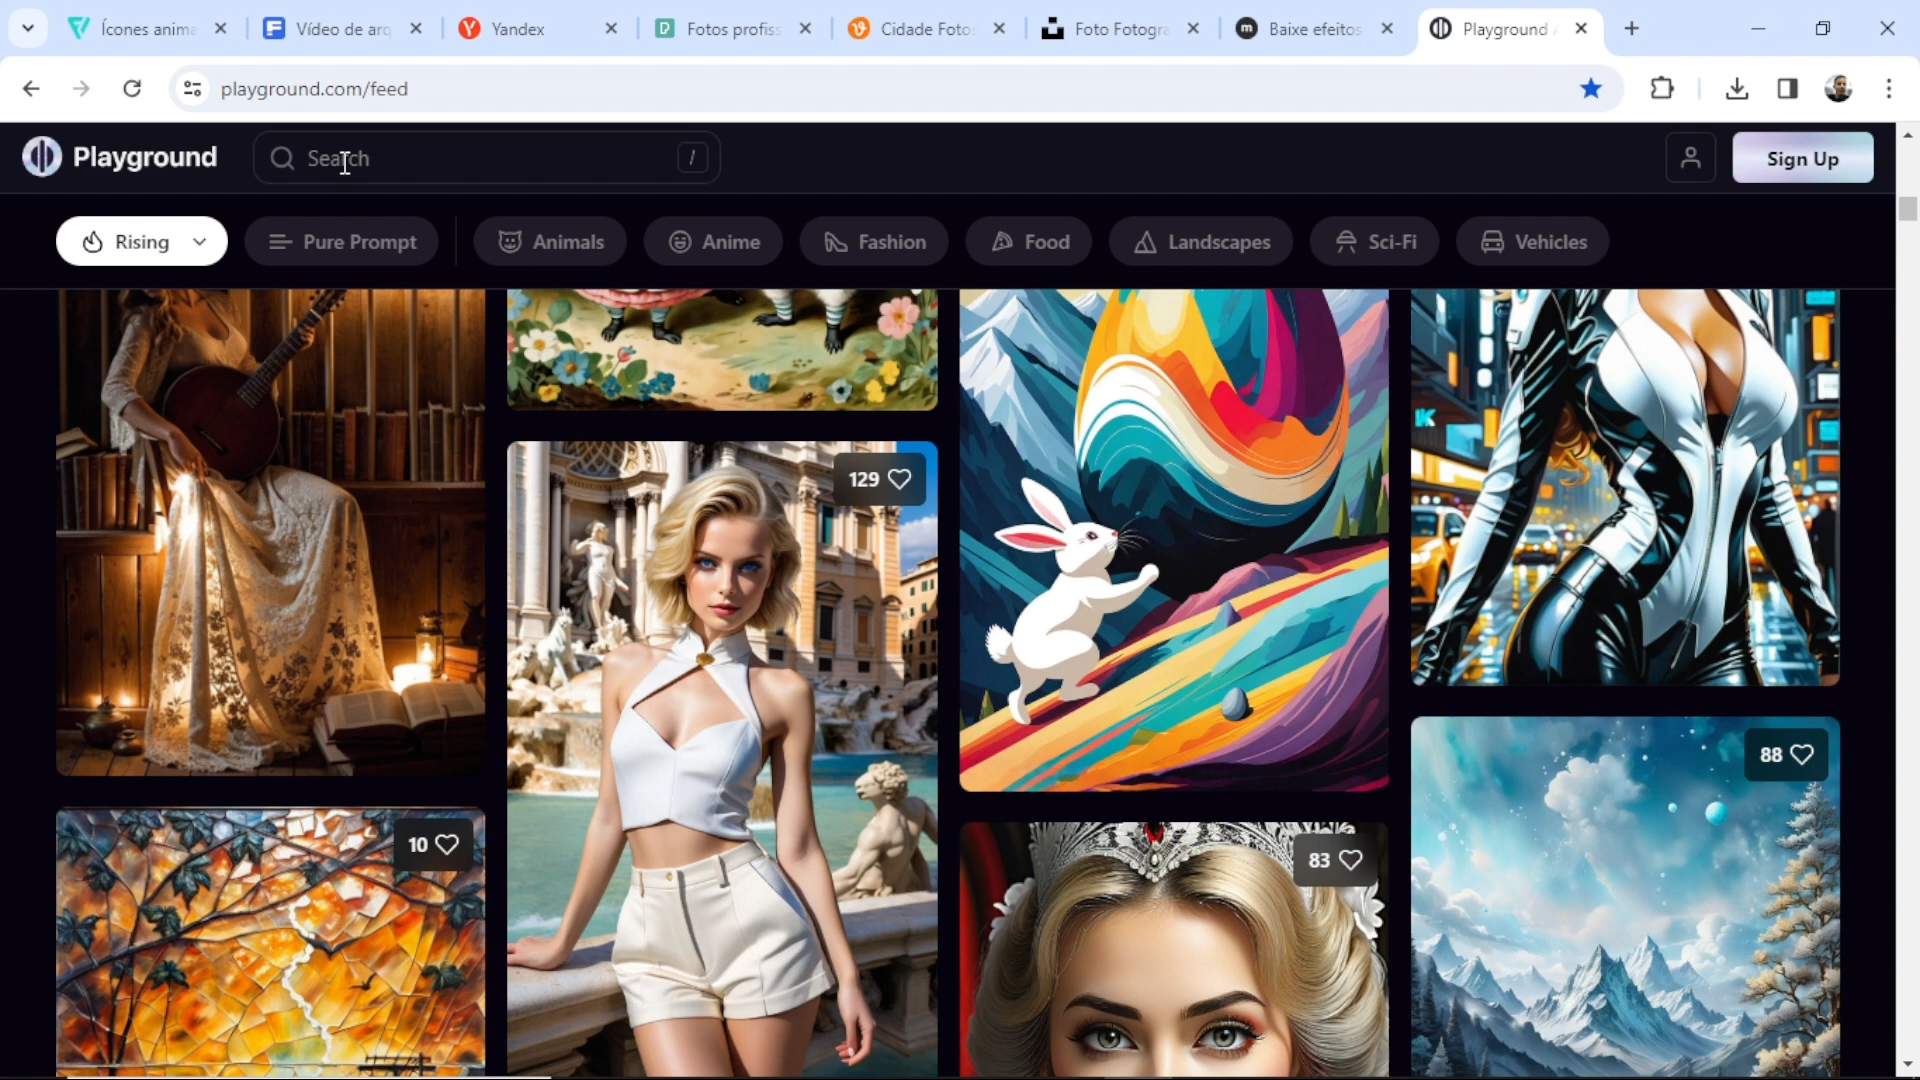 Ícones anima
Vídeo de arq
Yandex
Fotos profiss
Cidade Fotos
Foto Fotogra
Baixe efeitos
Playground A
playground.com/feed
Playground
Search
/
Sign Up
Rising
Pure Prompt
Animals
Anime
Fashion
Food
Landscapes
Sci-Fi
Vehicles
129
88
10
83